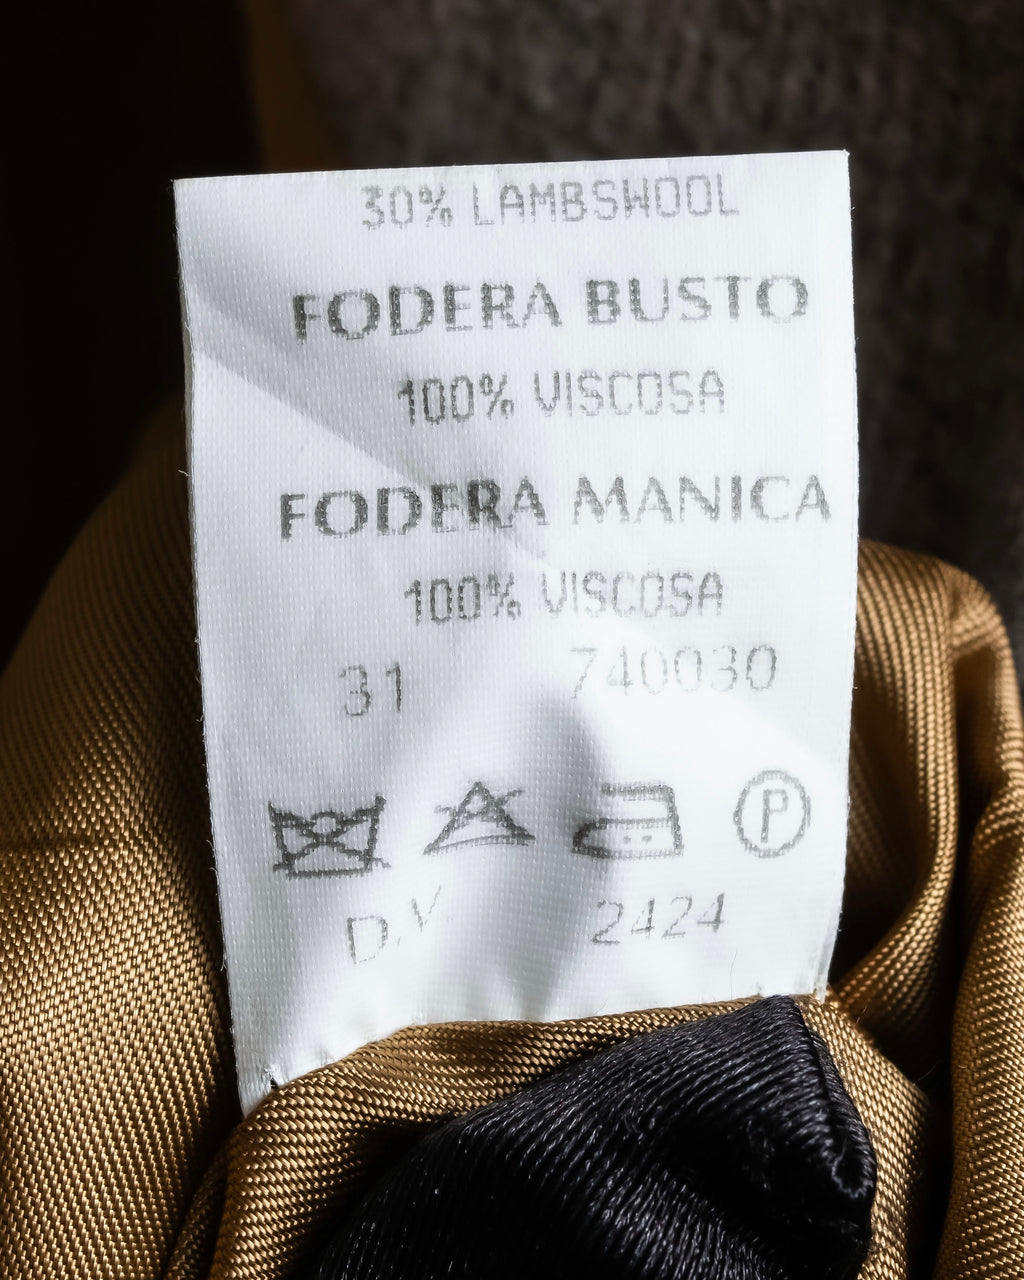 30% LAMBSWOOL
FODERA BUSTO
100% VISCOSA
FODERA MANICA
100% VISCOSA
31 740030
P
D.V 2424